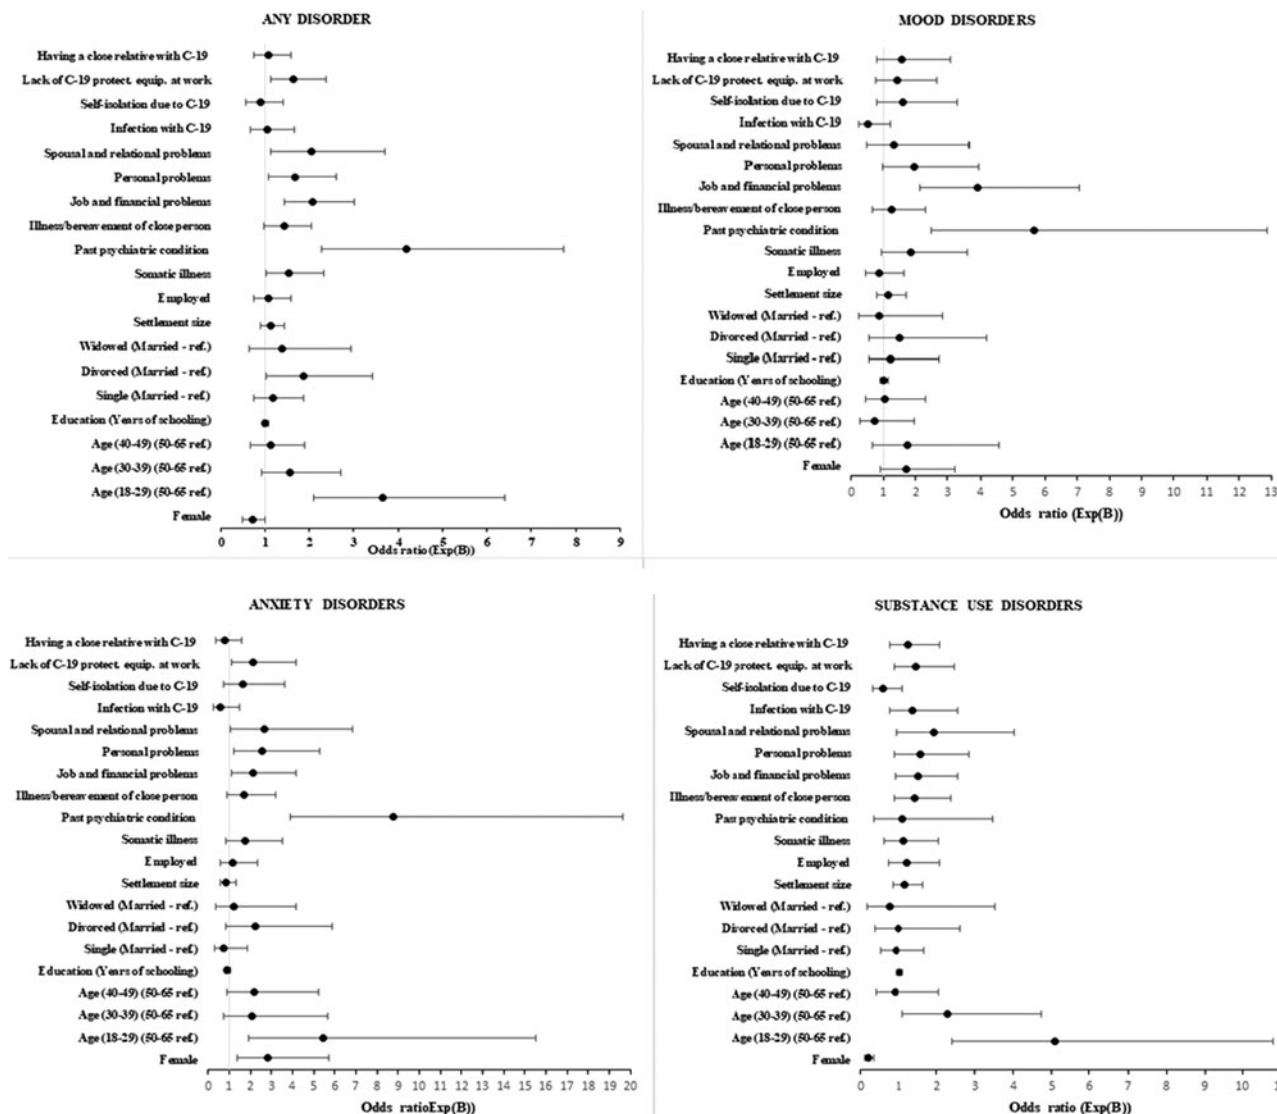 ANY DISORDER
Having a close relative with C-19
Lack of C-19 protect. equip. at work
Self-isolation due to C-19
Infection with C-19
Spousal and relational problems
Personal problems
Job and financial problems
Illness/bereavement of close person
Past psychiatric condition
Somatic illness
Employed
Settlement size
Widowed (Married - ref.)
Divorced (Married - ref.)
Single (Married - ref.)
Education (Years of schooling)
Age (40-49) (50-65 ref.)
Age (30-39) (50-65 ref.)
Age (18-29) (50-65 ref.)
Female
0 1 2 3 4 5 6 7 8 9
Odds ratio(Exp(B))
MOOD DISORDERS
Having a close relative with C-19
Lack of C-19 protect. equip. at work
Self-isolation due to C-19
Infection with C-19
Spousal and relational problems
Personal problems
Job and financial problems
Illness/bereavement of close person
Past psychiatric condition
Somatic illness
Employed
Settlement size
Widowed (Married - ref.)
Divorced (Married - ref.)
Single (Married - ref.)
Education (Years of schooling)
Age (40-49) (50-65 ref.)
Age (30-39) (50-65 ref.)
Age (18-29) (50-65 ref.)
Female
0 1 2 3 4 5 6 7 8 9 10 11 12 13
Odds ratio (Exp(B))
ANXIETY DISORDERS
Having a close relative with C-19
Lack of C-19 protect. equip. at work
Self-isolation due to C-19
Infection with C-19
Spousal and relational problems
Personal problems
Job and financial problems
Illness/bereavement of close person
Past psychiatric condition
Somatic illness
Employed
Settlement size
Widowed (Married - ref.)
Divorced (Married - ref.)
Single (Married - ref.)
Education (Years of schooling)
Age (40-49) (50-65 ref.)
Age (30-39) (50-65 ref.)
Age (18-29) (50-65 ref.)
Female
0 1 2 3 4 5 6 7 8 9 10 11 12 13 14 15 16 17 18 19 20
Odds ratioExp(B))
SUBSTANCE USE DISORDERS
Having a close relative with C-19
Lack of C-19 protect. equip. at work
Self-isolation due to C-19
Infection with C-19
Spousal and relational problems
Personal problems
Job and financial problems
Illness/bereavement of close person
Past psychiatric condition
Somatic illness
Employed
Settlement size
Widowed (Married - ref.)
Divorced (Married - ref.)
Single (Married - ref.)
Education (Years of schooling)
Age (40-49) (50-65 ref.)
Age (30-39) (50-65 ref.)
Age (18-29) (50-65 ref.)
Female
0 1 2 3 4 5 6 7 8 9 10
Odds ratio (Exp(B))